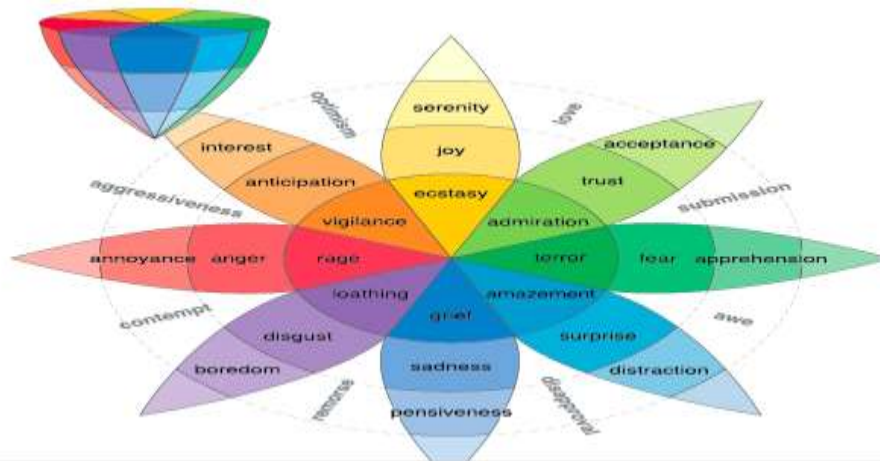 optimism
serenity
love
interest
joy
acceptance
anticipation
trust
aggressiveness
ecstasy
submission
vigilance
admiration
annoyance
anger
rage
terror
fear
apprehension
loathing
amazement
contempt
grief
awe
disgust
surprise
boredom
sadness
distraction
remorse
pensiveness
disapproval